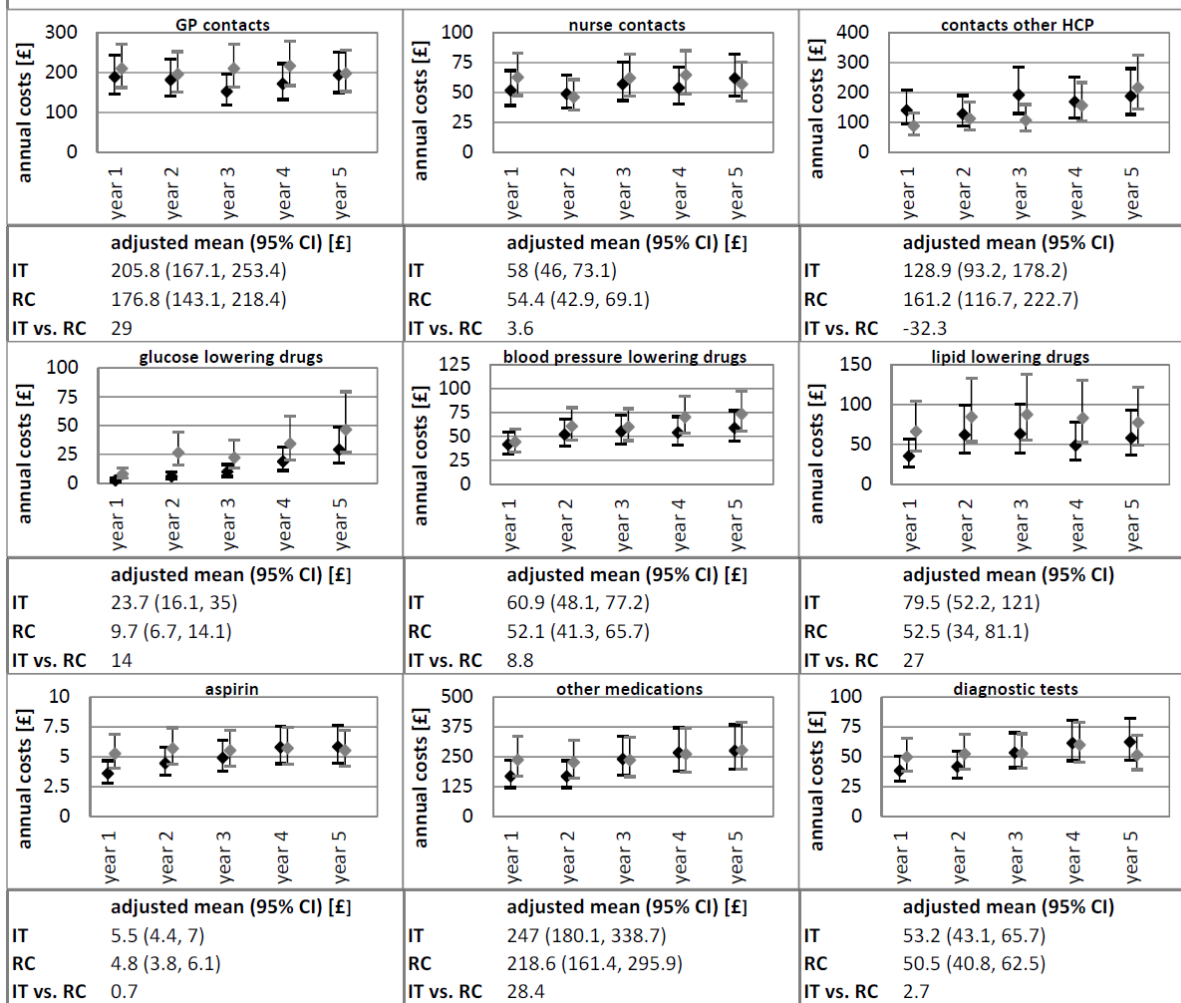 GP contacts
annual costs [£]
300
200
100
0
year 1
year 2
year 3
year 4
year 5
adjusted mean (95% CI) [£]
IT 205.8 (167.1, 253.4)
RC 176.8 (143.1, 218.4)
IT vs. RC 29
nurse contacts
annual costs [£]
100
75
50
25
0
year 1
year 2
year 3
year 4
year 5
adjusted mean (95% CI) [£]
IT 58 (46, 73.1)
RC 54.4 (42.9, 69.1)
IT vs. RC 3.6
contacts other HCP
annual costs [£]
400
300
200
100
0
year 1
year 2
year 3
year 4
year 5
adjusted mean (95% CI)
IT 128.9 (93.2, 178.2)
RC 161.2 (116.7, 222.7)
IT vs. RC -32.3
glucose lowering drugs
annual costs [£]
100
75
50
25
0
year 1
year 2
year 3
year 4
year 5
adjusted mean (95% CI) [£]
IT 23.7 (16.1, 35)
RC 9.7 (6.7, 14.1)
IT vs. RC 14
blood pressure lowering drugs
annual costs [£]
125
100
75
50
25
0
year 1
year 2
year 3
year 4
year 5
adjusted mean (95% CI) [£]
IT 60.9 (48.1, 77.2)
RC 52.1 (41.3, 65.7)
IT vs. RC 8.8
lipid lowering drugs
annual costs [£]
150
100
50
0
year 1
year 2
year 3
year 4
year 5
adjusted mean (95% CI)
IT 79.5 (52.2, 121)
RC 52.5 (34, 81.1)
IT vs. RC 27
aspirin
annual costs [£]
10
7.5
5
2.5
0
year 1
year 2
year 3
year 4
year 5
adjusted mean (95% CI) [£]
IT 5.5 (4.4, 7)
RC 4.8 (3.8, 6.1)
IT vs. RC 0.7
other medications
annual costs [£]
500
375
250
125
0
year 1
year 2
year 3
year 4
year 5
adjusted mean (95% CI) [£]
IT 247 (180.1, 338.7)
RC 218.6 (161.4, 295.9)
IT vs. RC 28.4
diagnostic tests
annual costs [£]
100
75
50
25
0
year 1
year 2
year 3
year 4
year 5
adjusted mean (95% CI)
IT 53.2 (43.1, 65.7)
RC 50.5 (40.8, 62.5)
IT vs. RC 2.7